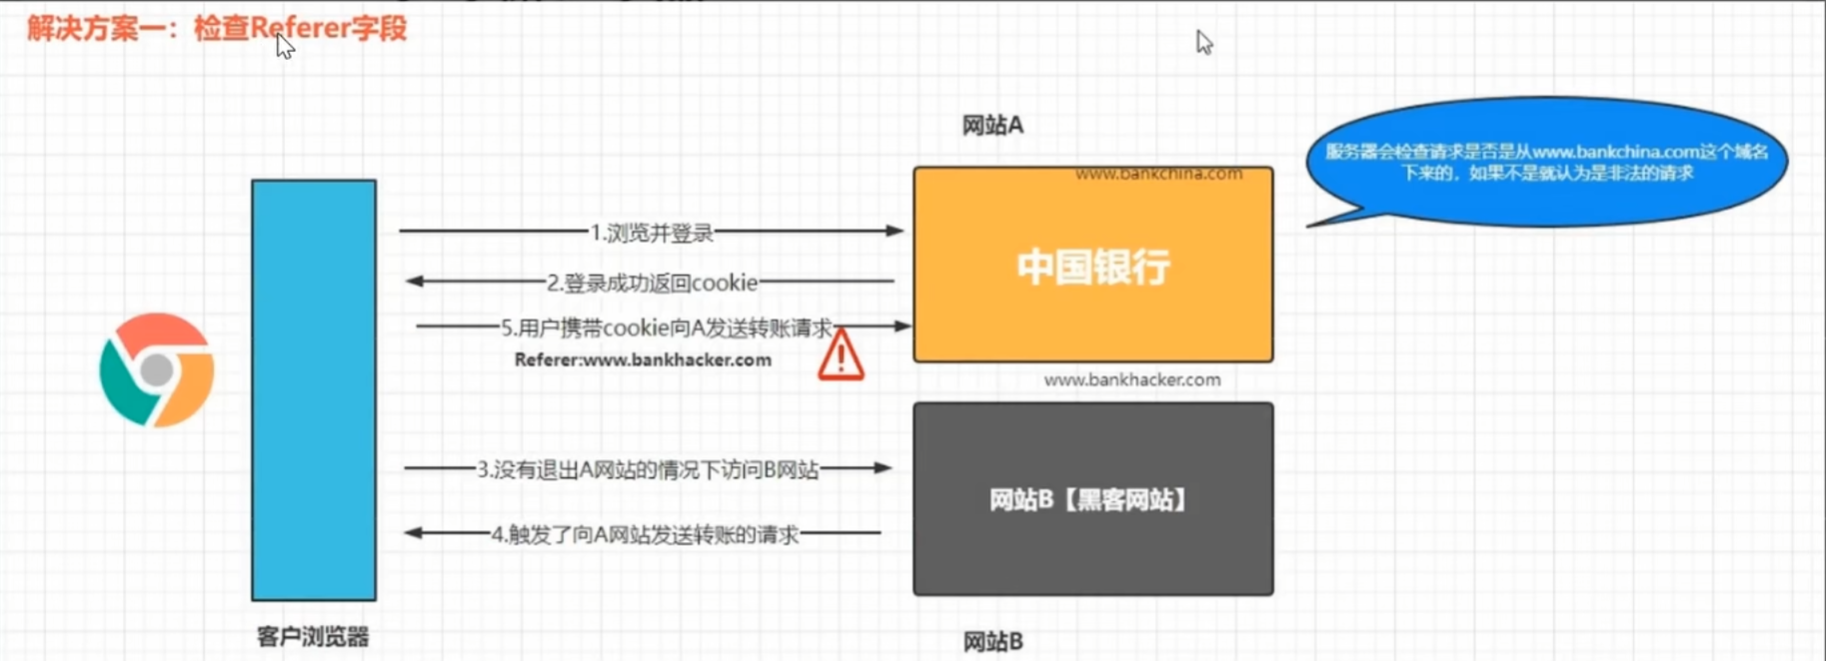 解决方案一：检查Referer字段
网站A
服务器会检查请求是否是从www.bankchina.com这个域名
下来的，如果不是就认为是非法的请求
www.bankchina.com
1.浏览并登录
中国银行
2.登录成功返回cookie
5.用户携带cookie向A发送转账请求
Referer:www.bankhacker.com
www.bankhacker.com
3.没有退出A网站的情况下访问B网站
网站B【黑客网站】
4.触发了向A网站发送转账的请求
客户浏览器
网站B